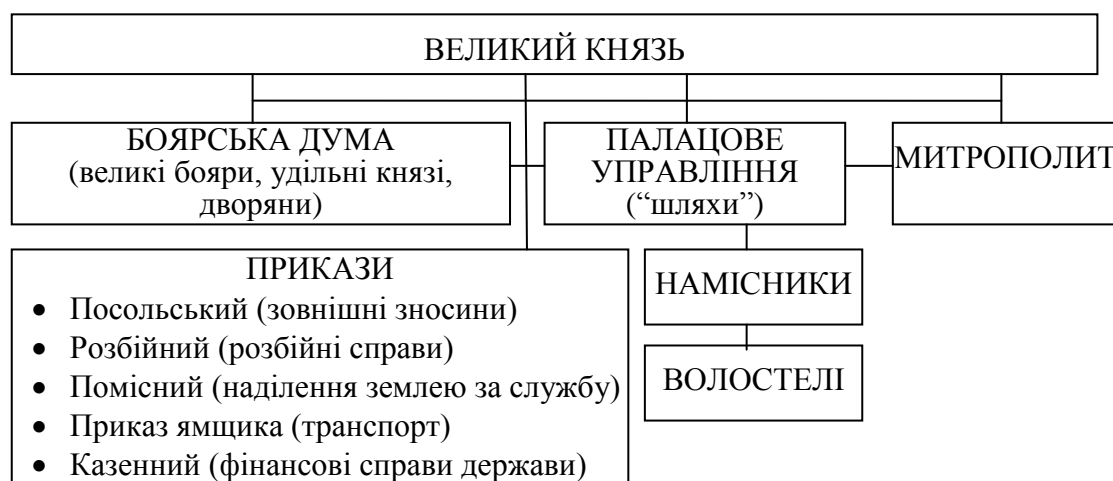 ВЕЛИКИЙ КНЯЗЬ
БОЯРСЬКА ДУМА
(великі бояри, удільні князі,
дворяни)
ПАЛАЦОВЕ
УПРАВЛІННЯ
(“шляхи”)
МИТРОПОЛИТ
ПРИКАЗИ
• Посольський (зовнішні зносини)
• Розбійний (розбійні справи)
• Помісний (наділення землею за службу)
• Приказ ямщика (транспорт)
• Казенний (фінансові справи держави)
НАМІСНИКИ
ВОЛОСТЕЛІ